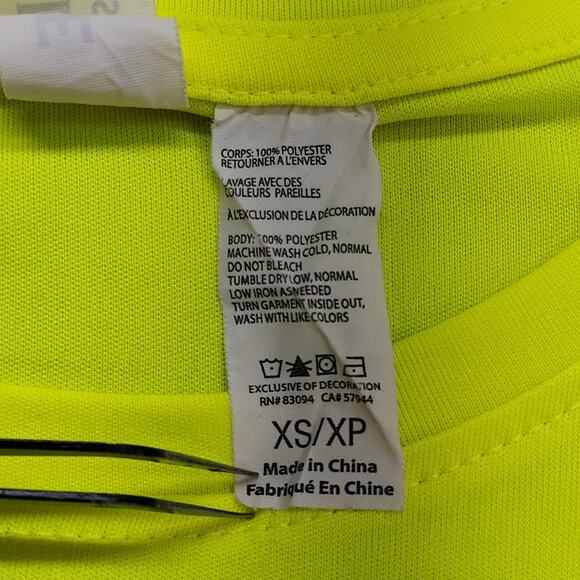 CORPS: 100% POLYESTER
RETOURNER A L'ENVERS
LAVAGE AVEC DES
COULEURS PAREILLES
À L'EXCLUSION DE LA DÉCORATION
BODY: 100% POLYESTER
MACHINE WASH COLD, NORMAL
DO NOT BLEACH
TUMBLE DRY LOW, NORMAL
LOW IRON AS NEEDED
TURN GARMENT INSIDE OUT,
WASH WITH LIKE COLORS
EXCLUSIVE OF DECORATION
RN# 83094 CA# 57944
XS/XP
Made in China
Fabriqué En Chine